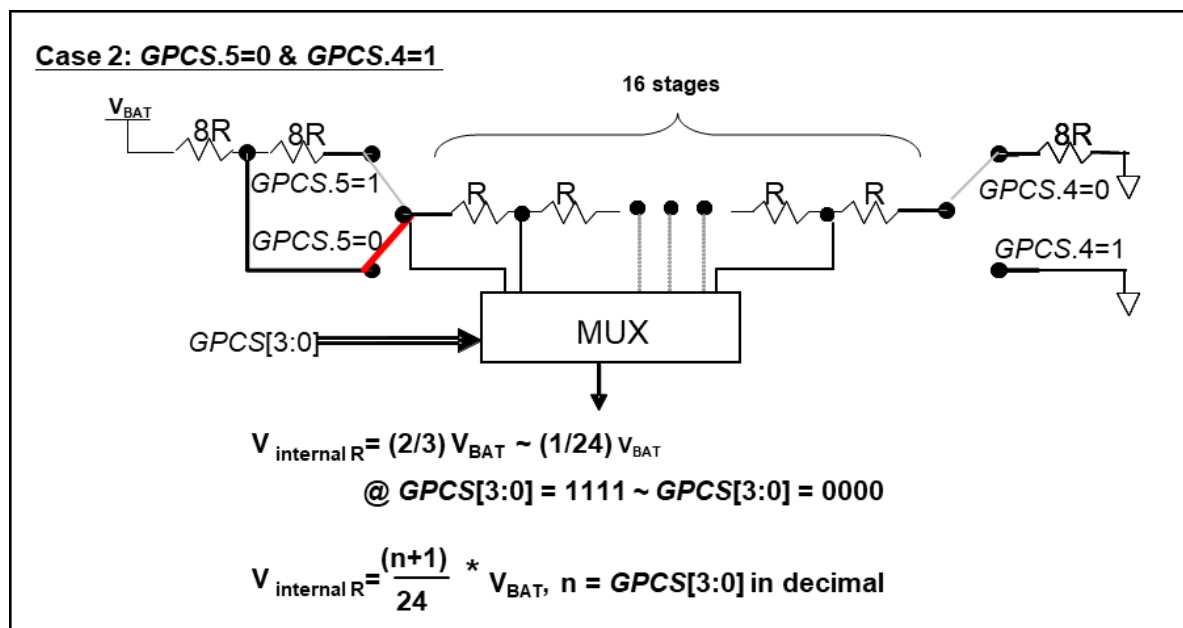 Case 2: GPCS.5=0 & GPCS.4=1
16 stages
VBAT
8R
8R
8R
GPCS.5=1
R
R
R
R
GPCS.4=0
GPCS.5=0
GPCS.4=1
MUX
GPCS[3:0]
V internal R = (2/3) VBAT ~ (1/24) VBAT
@ GPCS[3:0] = 1111 ~ GPCS[3:0] = 0000
V internal R = (n+1)/24 * VBAT, n = GPCS[3:0] in decimal